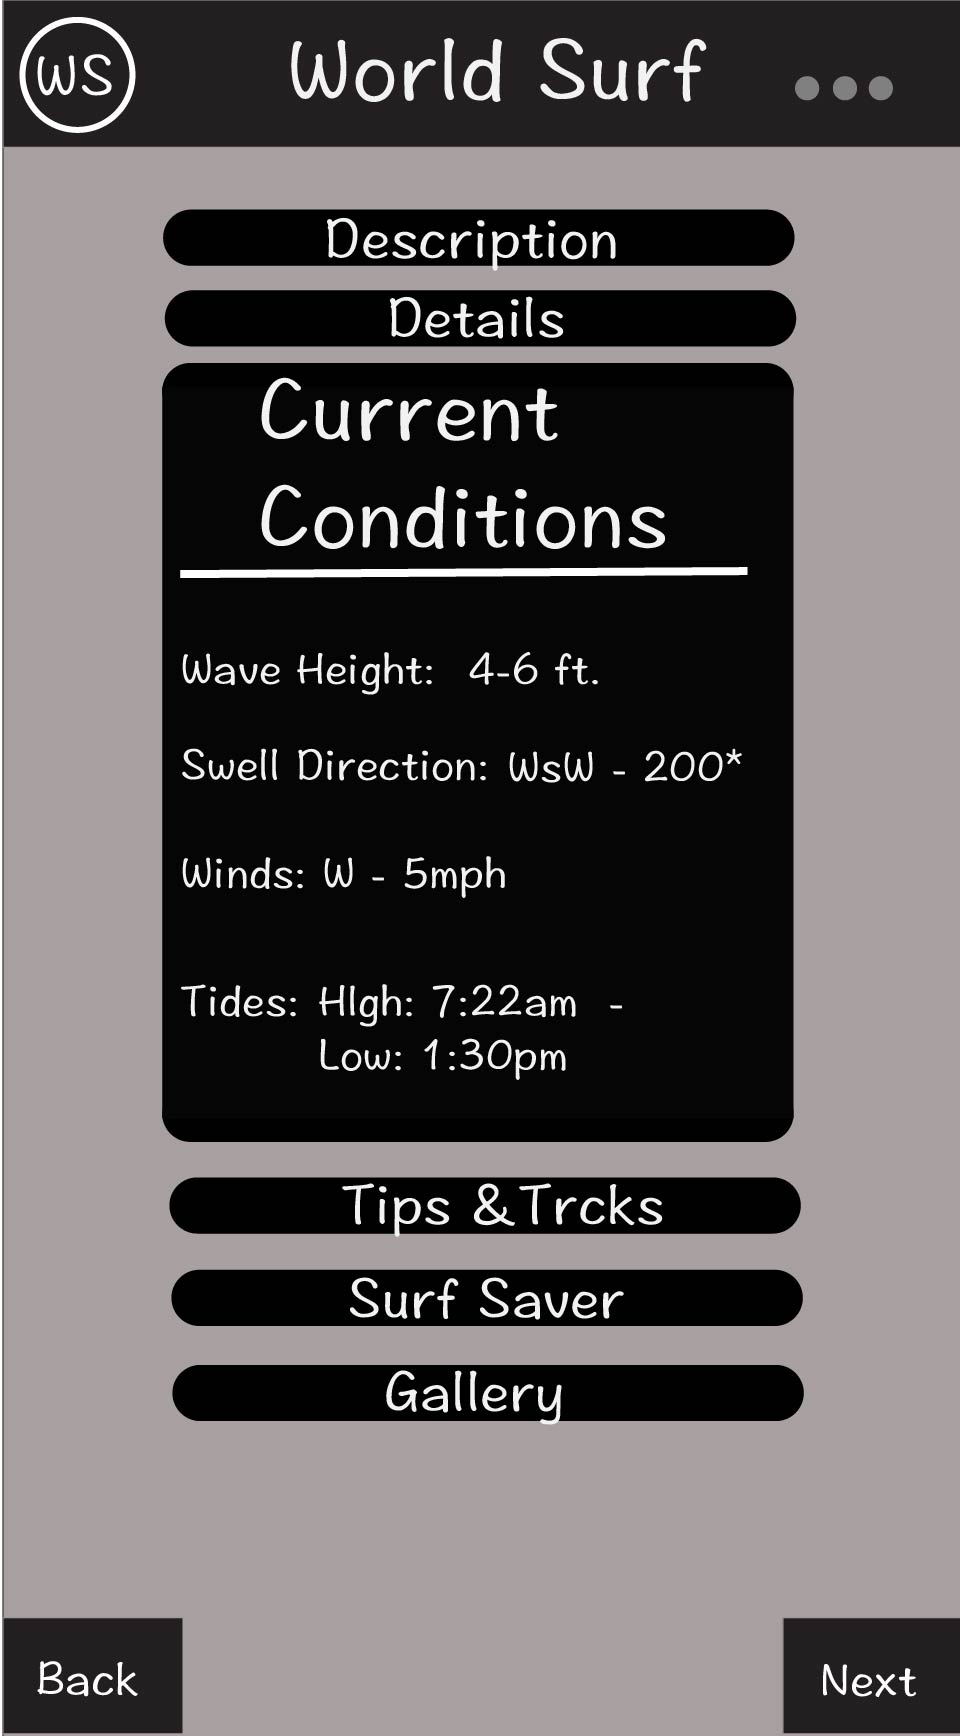 WS
World Surf
Description
Details
Current
Conditions
Wave Height: 4-6 ft.
Swell Direction: WsW - 200*
Winds: W - 5mph
Tides: HIgh: 7:22am -
Low: 1:30pm
Tips &Trcks
Surf Saver
Gallery
Back
Next